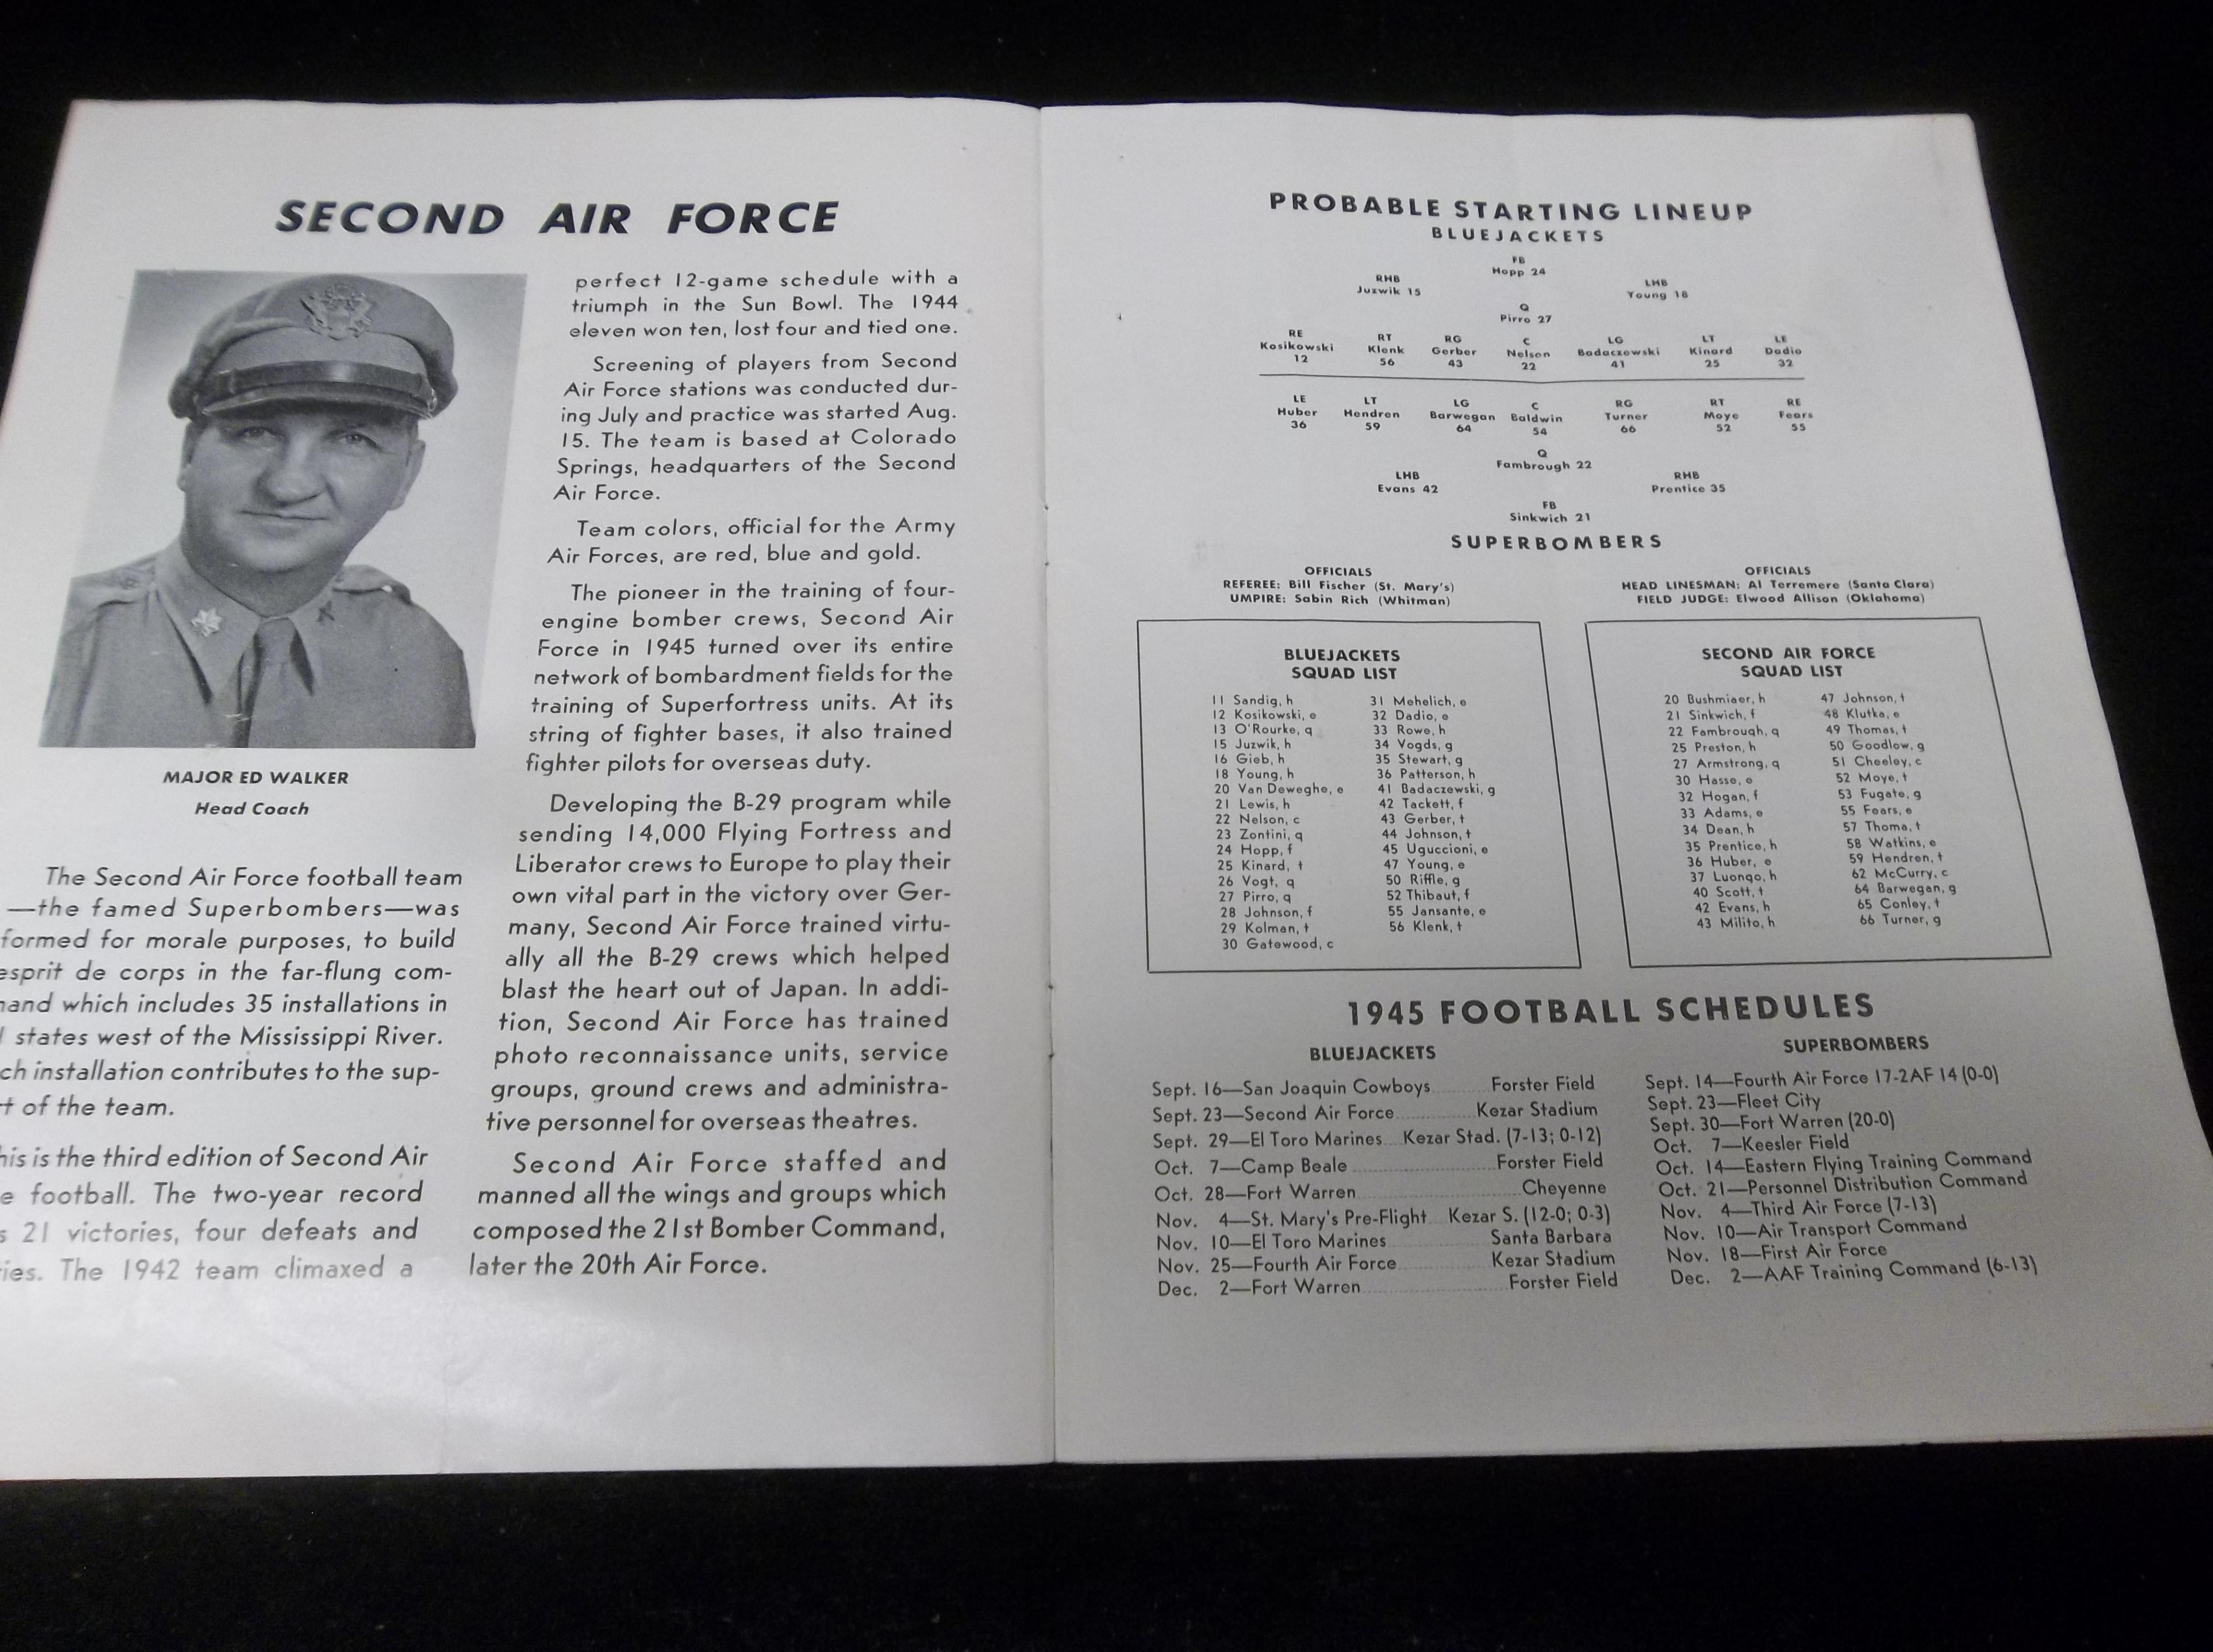 SECOND AIR FORCE
MAJOR ED WALKER
Head Coach
The Second Air Force football team
—the famed Superbombers—was
formed for morale purposes, to build
esprit de corps in the far-flung com-
and which includes 35 installations in
states west of the Mississippi River.
ch installation contributes to the sup-
t of the team.
his is the third edition of Second Air
e football. The two-year record
s 21 victories, four defeats and
ies. The 1942 team climaxed a
perfect 12-game schedule with a
triumph in the Sun Bowl. The 1944
eleven won ten, lost four and tied one.
Screening of players from Second
Air Force stations was conducted dur-
ing July and practice was started Aug.
15. The team is based at Colorado
Springs, headquarters of the Second
Air Force.
Team colors, official for the Army
Air Forces, are red, blue and gold.
The pioneer in the training of four-
engine bomber crews, Second Air
Force in 1945 turned over its entire
network of bombardment fields for the
training of Superfortress units. At its
string of fighter bases, it also trained
fighter pilots for overseas duty.
Developing the B-29 program while
sending 14,000 Flying Fortress and
Liberator crews to Europe to play their
own vital part in the victory over Ger-
many, Second Air Force trained virtu-
ally all the B-29 crews which helped
blast the heart out of Japan. In addi-
tion, Second Air Force has trained
photo reconnaissance units, service
groups, ground crews and administra-
tive personnel for overseas theatres.
Second Air Force staffed and
manned all the wings and groups which
composed the 21st Bomber Command,
later the 20th Air Force.
PROBABLE STARTING LINEUP
BLUEJACKETS
FB
Hopp 24
RHB
Juzwik 15
LHB
Young 18
Q
Pirro 27
RE RT RG C LG LT LE
Kosikowski Klenk Gerber Nelson Badaczewski Kinard Dadio
12 56 43 22 41 25 32
LE LT LG C RG RT RE
Huber Hendren Barwegan Baldwin Turner Moye Fears
36 59 64 54 66 52 55
Q
Fambrough 22
LHB
Evans 42
RHB
Prentice 35
FB
Sinkwich 21
SUPERBOMBERS
OFFICIALS
REFEREE: Bill Fischer (St. Mary's)
UMPIRE: Sabin Rich (Whitman)
OFFICIALS
HEAD LINESMAN: Al Terremere (Santa Clara)
FIELD JUDGE: Elwood Allison (Oklahoma)
BLUEJACKETS
SQUAD LIST
11 Sandig, h
12 Kosikowski, e
13 O'Rourke, q
15 Juzwik, h
16 Gieb, h
18 Young, h
20 Van Deweghe, e
21 Lewis, h
22 Nelson, c
23 Zontini, q
24 Hopp, f
25 Kinard, t
26 Vogt, q
27 Pirro, q
28 Johnson, f
29 Kolman, t
30 Gatewood, c
31 Mehelich, e
32 Dadio, e
33 Rowe, h
34 Vogds, g
35 Stewart, g
36 Patterson, h
41 Badaczewski, g
42 Tackett, f
43 Gerber, t
44 Johnson, t
45 Uguccioni, e
47 Young, e
50 Riffle, g
52 Thibaut, f
55 Jansante, e
56 Klenk, t
SECOND AIR FORCE
SQUAD LIST
20 Bushmiaer, h
21 Sinkwich, f
22 Fambrough, q
25 Preston, h
27 Armstrong, q
30 Hasse, e
32 Hogan, f
33 Adams, e
34 Dean, h
35 Prentice, h
36 Huber, e
37 Luongo, h
40 Scott, t
42 Evans, h
43 Milito, h
47 Johnson, t
48 Klutka, e
49 Thomas, t
50 Goodlow, g
51 Cheeley, c
52 Moye, t
53 Fugate, g
55 Fears, e
57 Thoma, t
58 Watkins, e
59 Hendren, t
62 McCurry, c
64 Barwegan, g
65 Conley, t
66 Turner, g
1945 FOOTBALL SCHEDULES
BLUEJACKETS
Sept. 16—San Joaquin Cowboys Forster Field
Sept. 23—Second Air Force Kezar Stadium
Sept. 29—El Toro Marines Kezar Stad. (7-13; 0-12)
Oct. 7—Camp Beale Forster Field
Oct. 28—Fort Warren Cheyenne
Nov. 4—St. Mary's Pre-Flight Kezar S. (12-0; 0-3)
Nov. 10—El Toro Marines Santa Barbara
Nov. 25—Fourth Air Force Kezar Stadium
Dec. 2—Fort Warren Forster Field
SUPERBOMBERS
Sept. 14—Fourth Air Force 17-2AF 14 (0-0)
Sept. 23—Fleet City
Sept. 30—Fort Warren (20-0)
Oct. 7—Keesler Field
Oct. 14—Eastern Flying Training Command
Oct. 21—Personnel Distribution Command
Nov. 4—Third Air Force (7-13)
Nov. 10—Air Transport Command
Nov. 18—First Air Force
Dec. 2—AAF Training Command (6-13)